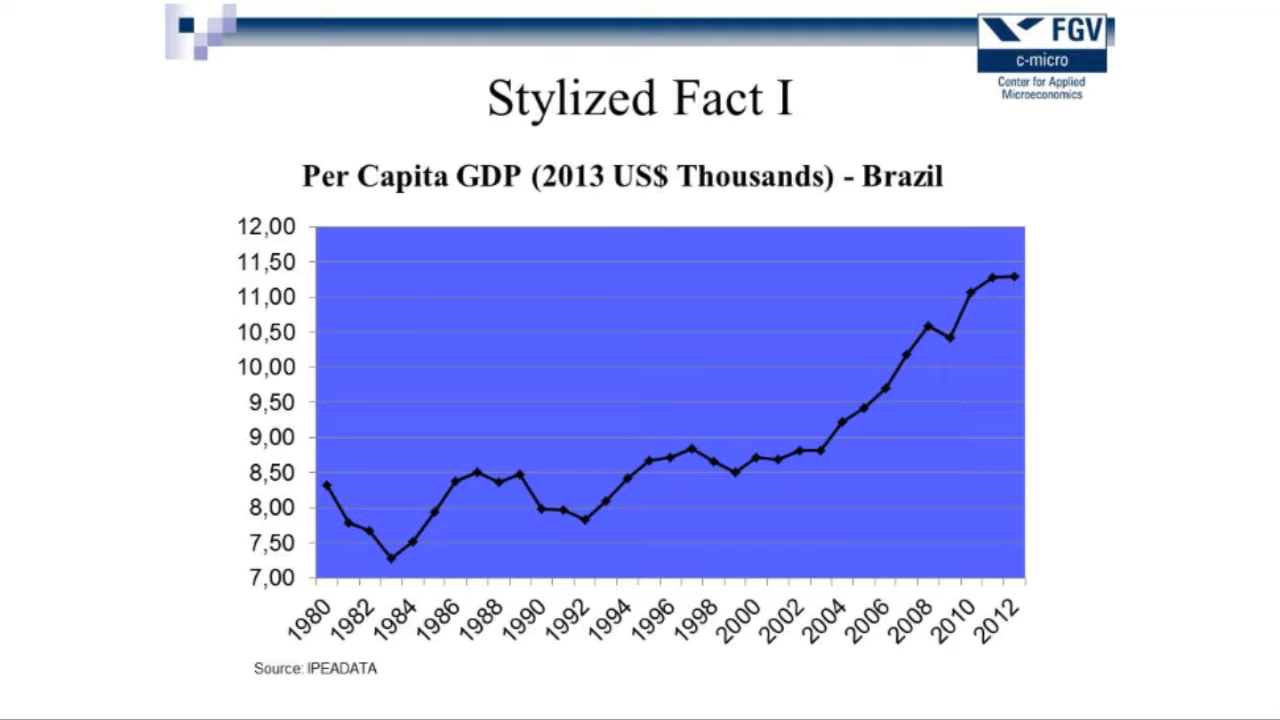 FGV
c-micro
Center for Applied
Microeconomics
Stylized Fact I
Per Capita GDP (2013 US$ Thousands) - Brazil
12,00
11,50
11,00
10,50
10,00
9,50
9,00
8,50
8,00
7,50
7,00
1980 1982 1984 1986 1988 1990 1992 1994 1996 1998 2000 2002 2004 2006 2008 2010 2012
Source: IPEADATA